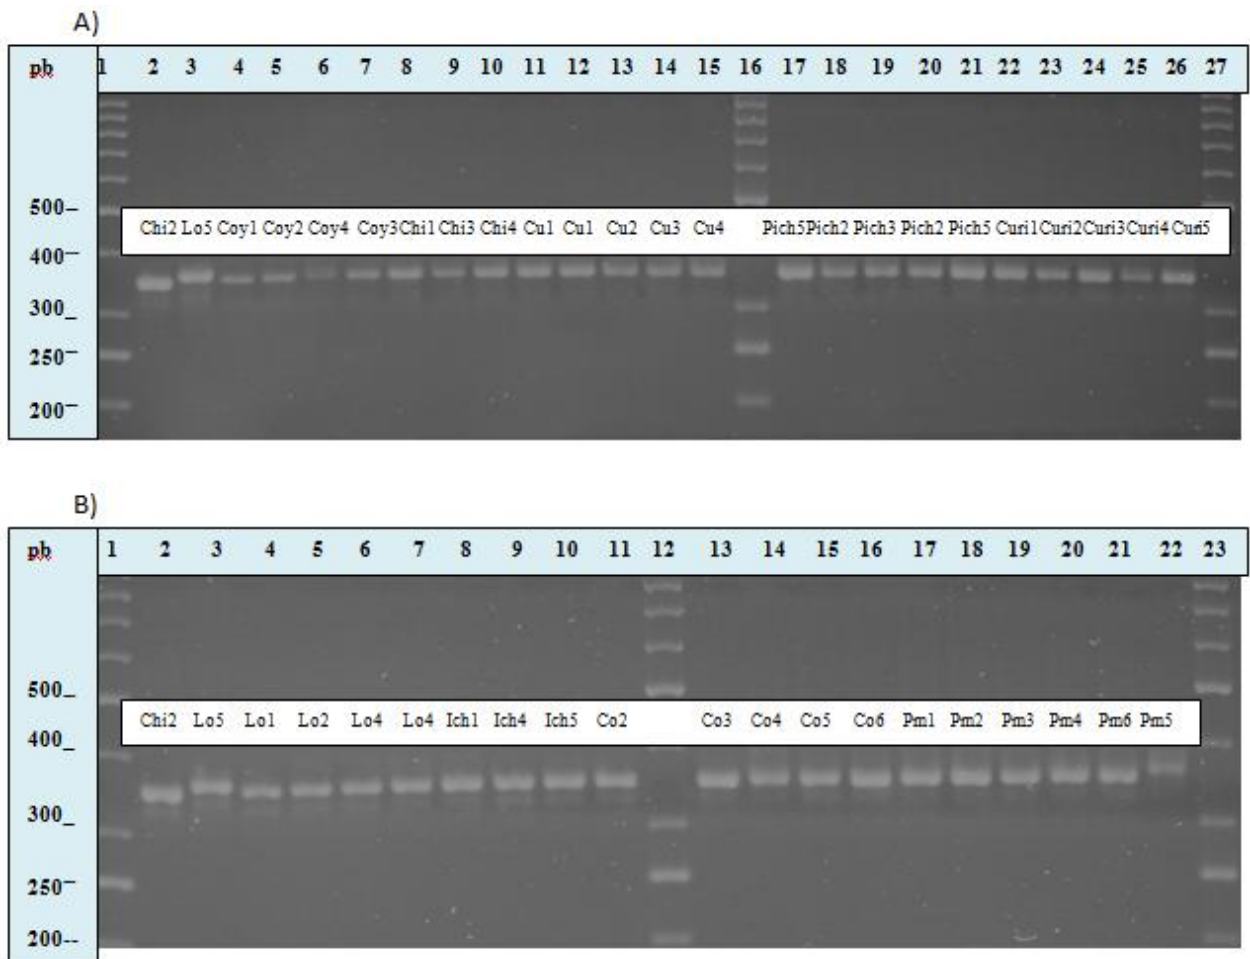 A)
pb 1 2 3 4 5 6 7 8 9 10 11 12 13 14 15 16 17 18 19 20 21 22 23 24 25 26 27
500_
Chi2 Lo5 Coy1 Coy2 Coy4 Coy3 Chi1 Chi3 Chi4 Cu1 Cu1 Cu2 Cu3 Cu4 Pich5 Pich2 Pich3 Pich2 Pich5 Curi1 Curi2 Curi3 Curi4 Curi5
400—
300_
250—
200—
B)
pb 1 2 3 4 5 6 7 8 9 10 11 12 13 14 15 16 17 18 19 20 21 22 23
500_
Chi2 Lo5 Lo1 Lo2 Lo4 Lo4 Ich1 Ich4 Ich5 Co2 Co3 Co4 Co5 Co6 Pm1 Pm2 Pm3 Pm4 Pm6 Pm5
400_
300_
250—
200--